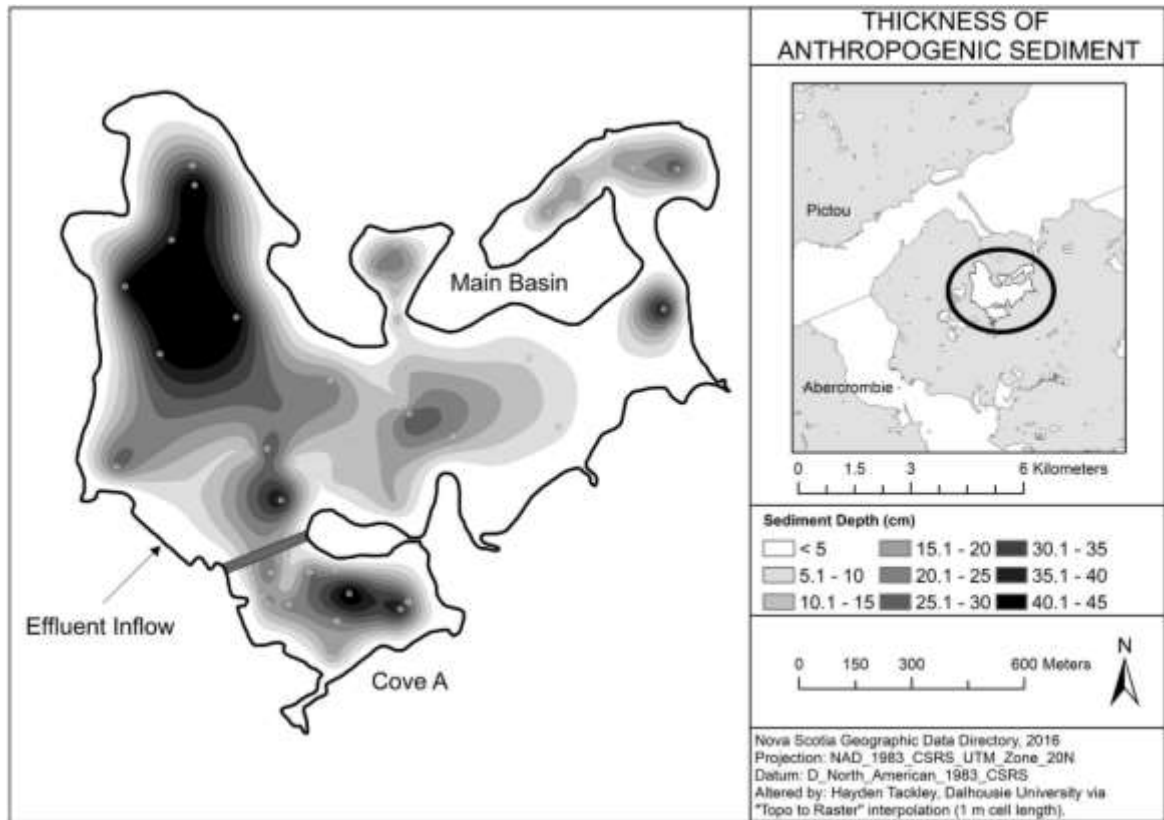 THICKNESS OF
ANTHROPOGENIC SEDIMENT
Main Basin
Effluent Inflow
Cove A
Pictou
Abercrombie
0 1.5 3 6 Kilometers
Sediment Depth (cm)
< 5 15.1 - 20 30.1 - 35
5.1 - 10 20.1 - 25 35.1 - 40
10.1 - 15 25.1 - 30 40.1 - 45
0 150 300 600 Meters
N
Nova Scotia Geographic Data Directory, 2016
Projection: NAD_1983_CSRS_UTM_Zone_20N
Datum: D_North_American_1983_CSRS
Altered by: Hayden Tackley, Dalhousie University via
"Topo to Raster" interpolation (1 m cell length).